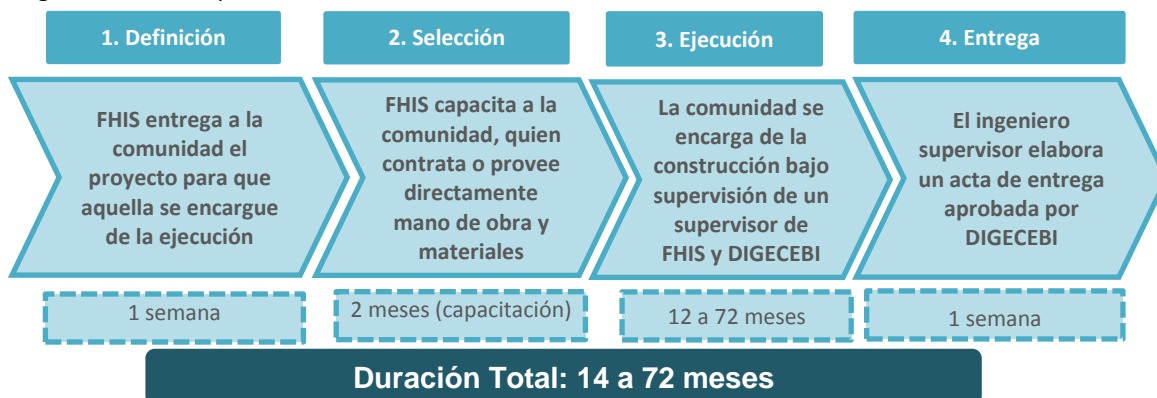 1. Definición
2. Selección
3. Ejecución
4. Entrega
FHIS entrega a la
comunidad el
proyecto para que
aquella se encargue
de la ejecución
FHIS capacita a la
comunidad, quien
contrata o provee
directamente
mano de obra y
materiales
La comunidad se
encarga de la
construcción bajo
supervisión de un
supervisor de
FHIS y DIGECEBI
El ingeniero
supervisor elabora
un acta de entrega
aprobada por
DIGECEBI
1 semana
2 meses (capacitación)
12 a 72 meses
1 semana
Duración Total: 14 a 72 meses